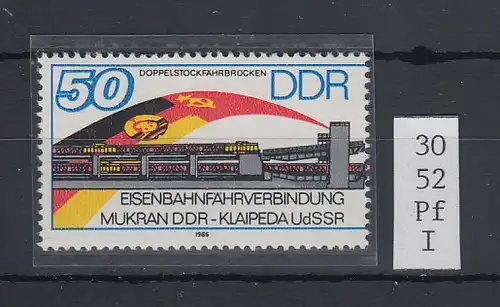 DOPPELSTOCKFÄHRBRÜCKEN
50 DDR
EISENBAHNFÄHRVERBINDUNG
MUKRAN DDR-KLAIPEDA UdSSR
1986
30
52
Pf
I